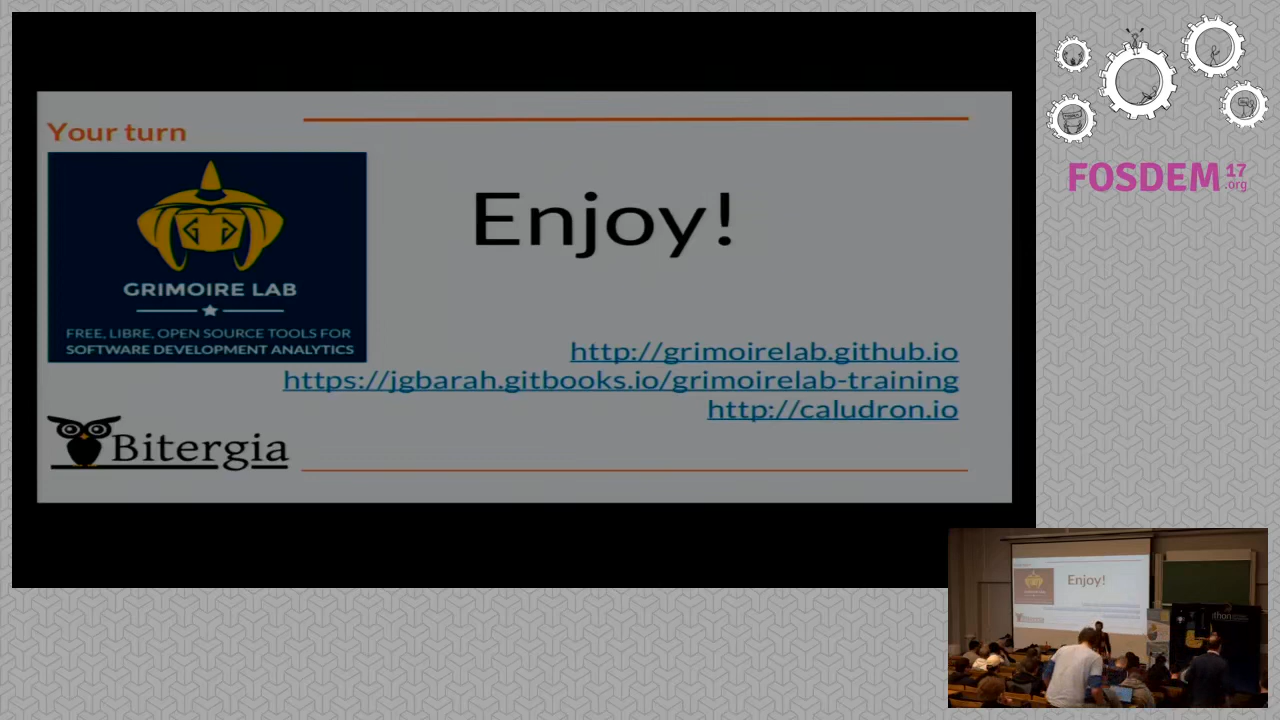 Your turn
GRIMOIRE LAB
FREE, LIBRE, OPEN SOURCE TOOLS FOR
SOFTWARE DEVELOPMENT ANALYTICS
Enjoy!
http://grimoirelab.github.io
https://jgbarah.gitbooks.io/grimoirelab-training
http://caludron.io
Bitergia
FOSDEM 17
.org
Enjoy!